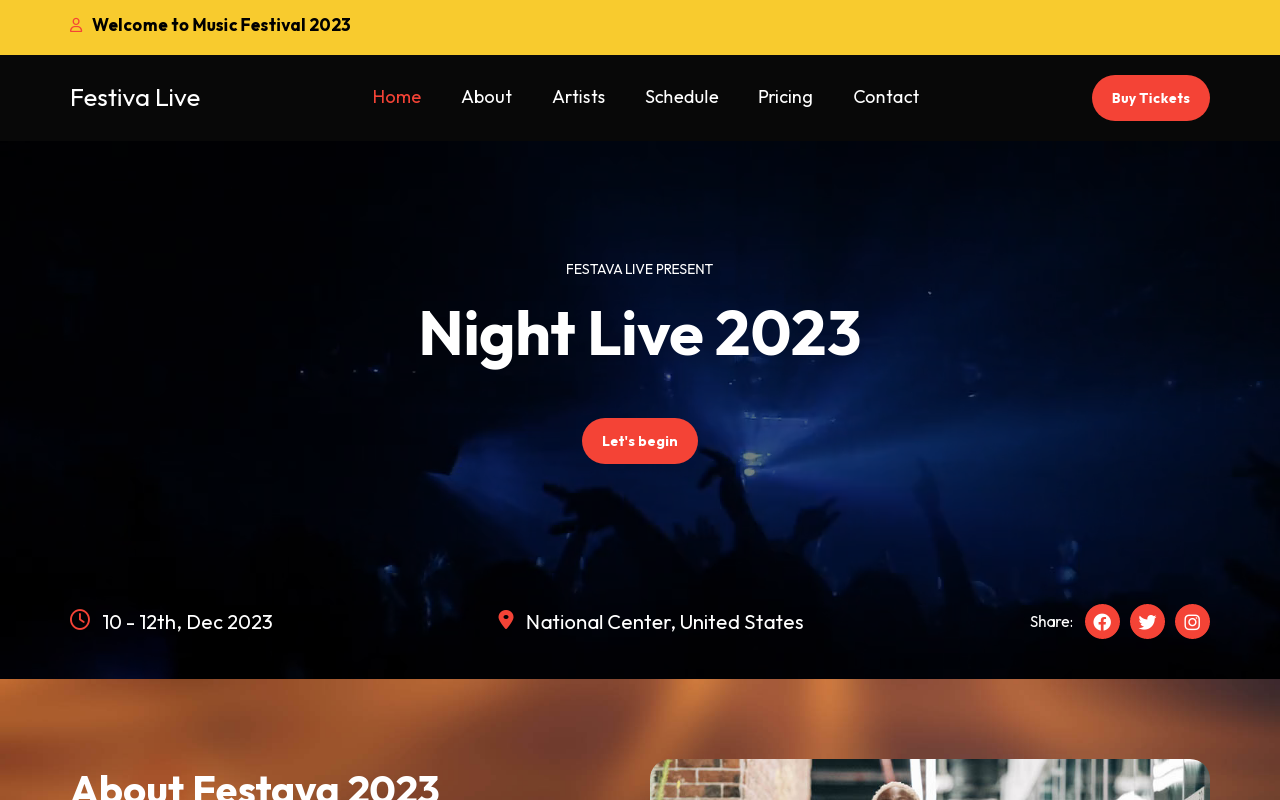 Welcome to Music Festival 2023
Festiva Live
Home
About
Artists
Schedule
Pricing
Contact
Buy Tickets
FESTAVA LIVE PRESENT
Night Live 2023
Let's begin
10 - 12th, Dec 2023
National Center, United States
Share:
About Festava 2023